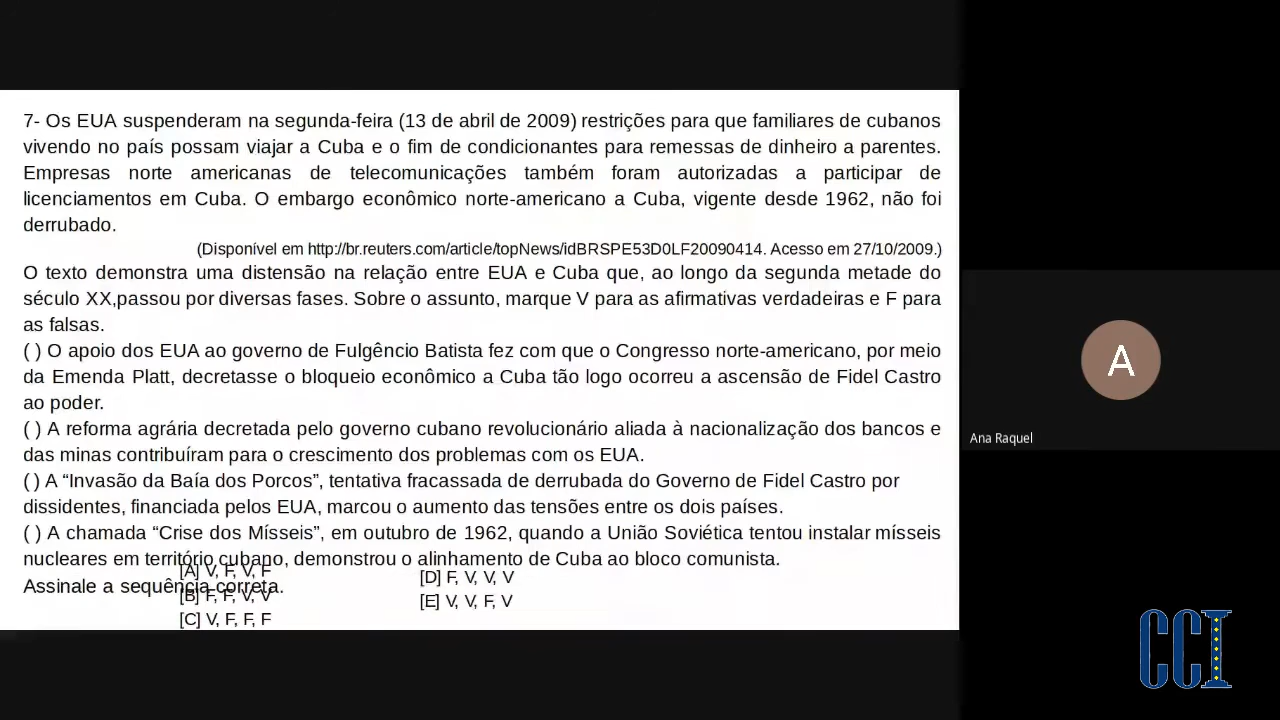 7- Os EUA suspenderam na segunda-feira (13 de abril de 2009) restrições para que familiares de cubanos
vivendo no país possam viajar a Cuba e o fim de condicionantes para remessas de dinheiro a parentes.
Empresas norte americanas de telecomunicações também foram autorizadas a participar de
licenciamentos em Cuba. O embargo econômico norte-americano a Cuba, vigente desde 1962, não foi
derrubado.
(Disponível em http://br.reuters.com/article/topNews/idBRSPE53D0LF20090414. Acesso em 27/10/2009.)
O texto demonstra uma distensão na relação entre EUA e Cuba que, ao longo da segunda metade do
século XX,passou por diversas fases. Sobre o assunto, marque V para as afirmativas verdadeiras e F para
as falsas.
( ) O apoio dos EUA ao governo de Fulgêncio Batista fez com que o Congresso norte-americano, por meio
da Emenda Platt, decretasse o bloqueio econômico a Cuba tão logo ocorreu a ascensão de Fidel Castro
ao poder.
( ) A reforma agrária decretada pelo governo cubano revolucionário aliada à nacionalização dos bancos e
das minas contribuíram para o crescimento dos problemas com os EUA.
( ) A “Invasão da Baía dos Porcos”, tentativa fracassada de derrubada do Governo de Fidel Castro por
dissidentes, financiada pelos EUA, marcou o aumento das tensões entre os dois países.
( ) A chamada “Crise dos Mísseis”, em outubro de 1962, quando a União Soviética tentou instalar mísseis
nucleares em território cubano, demonstrou o alinhamento de Cuba ao bloco comunista.
Assinale a sequência correta.
[A] V, F, V, F
[B] F, F, V, V
[C] V, F, F, F
[D] F, V, V, V
[E] V, V, F, V
A
Ana Raquel
CCI